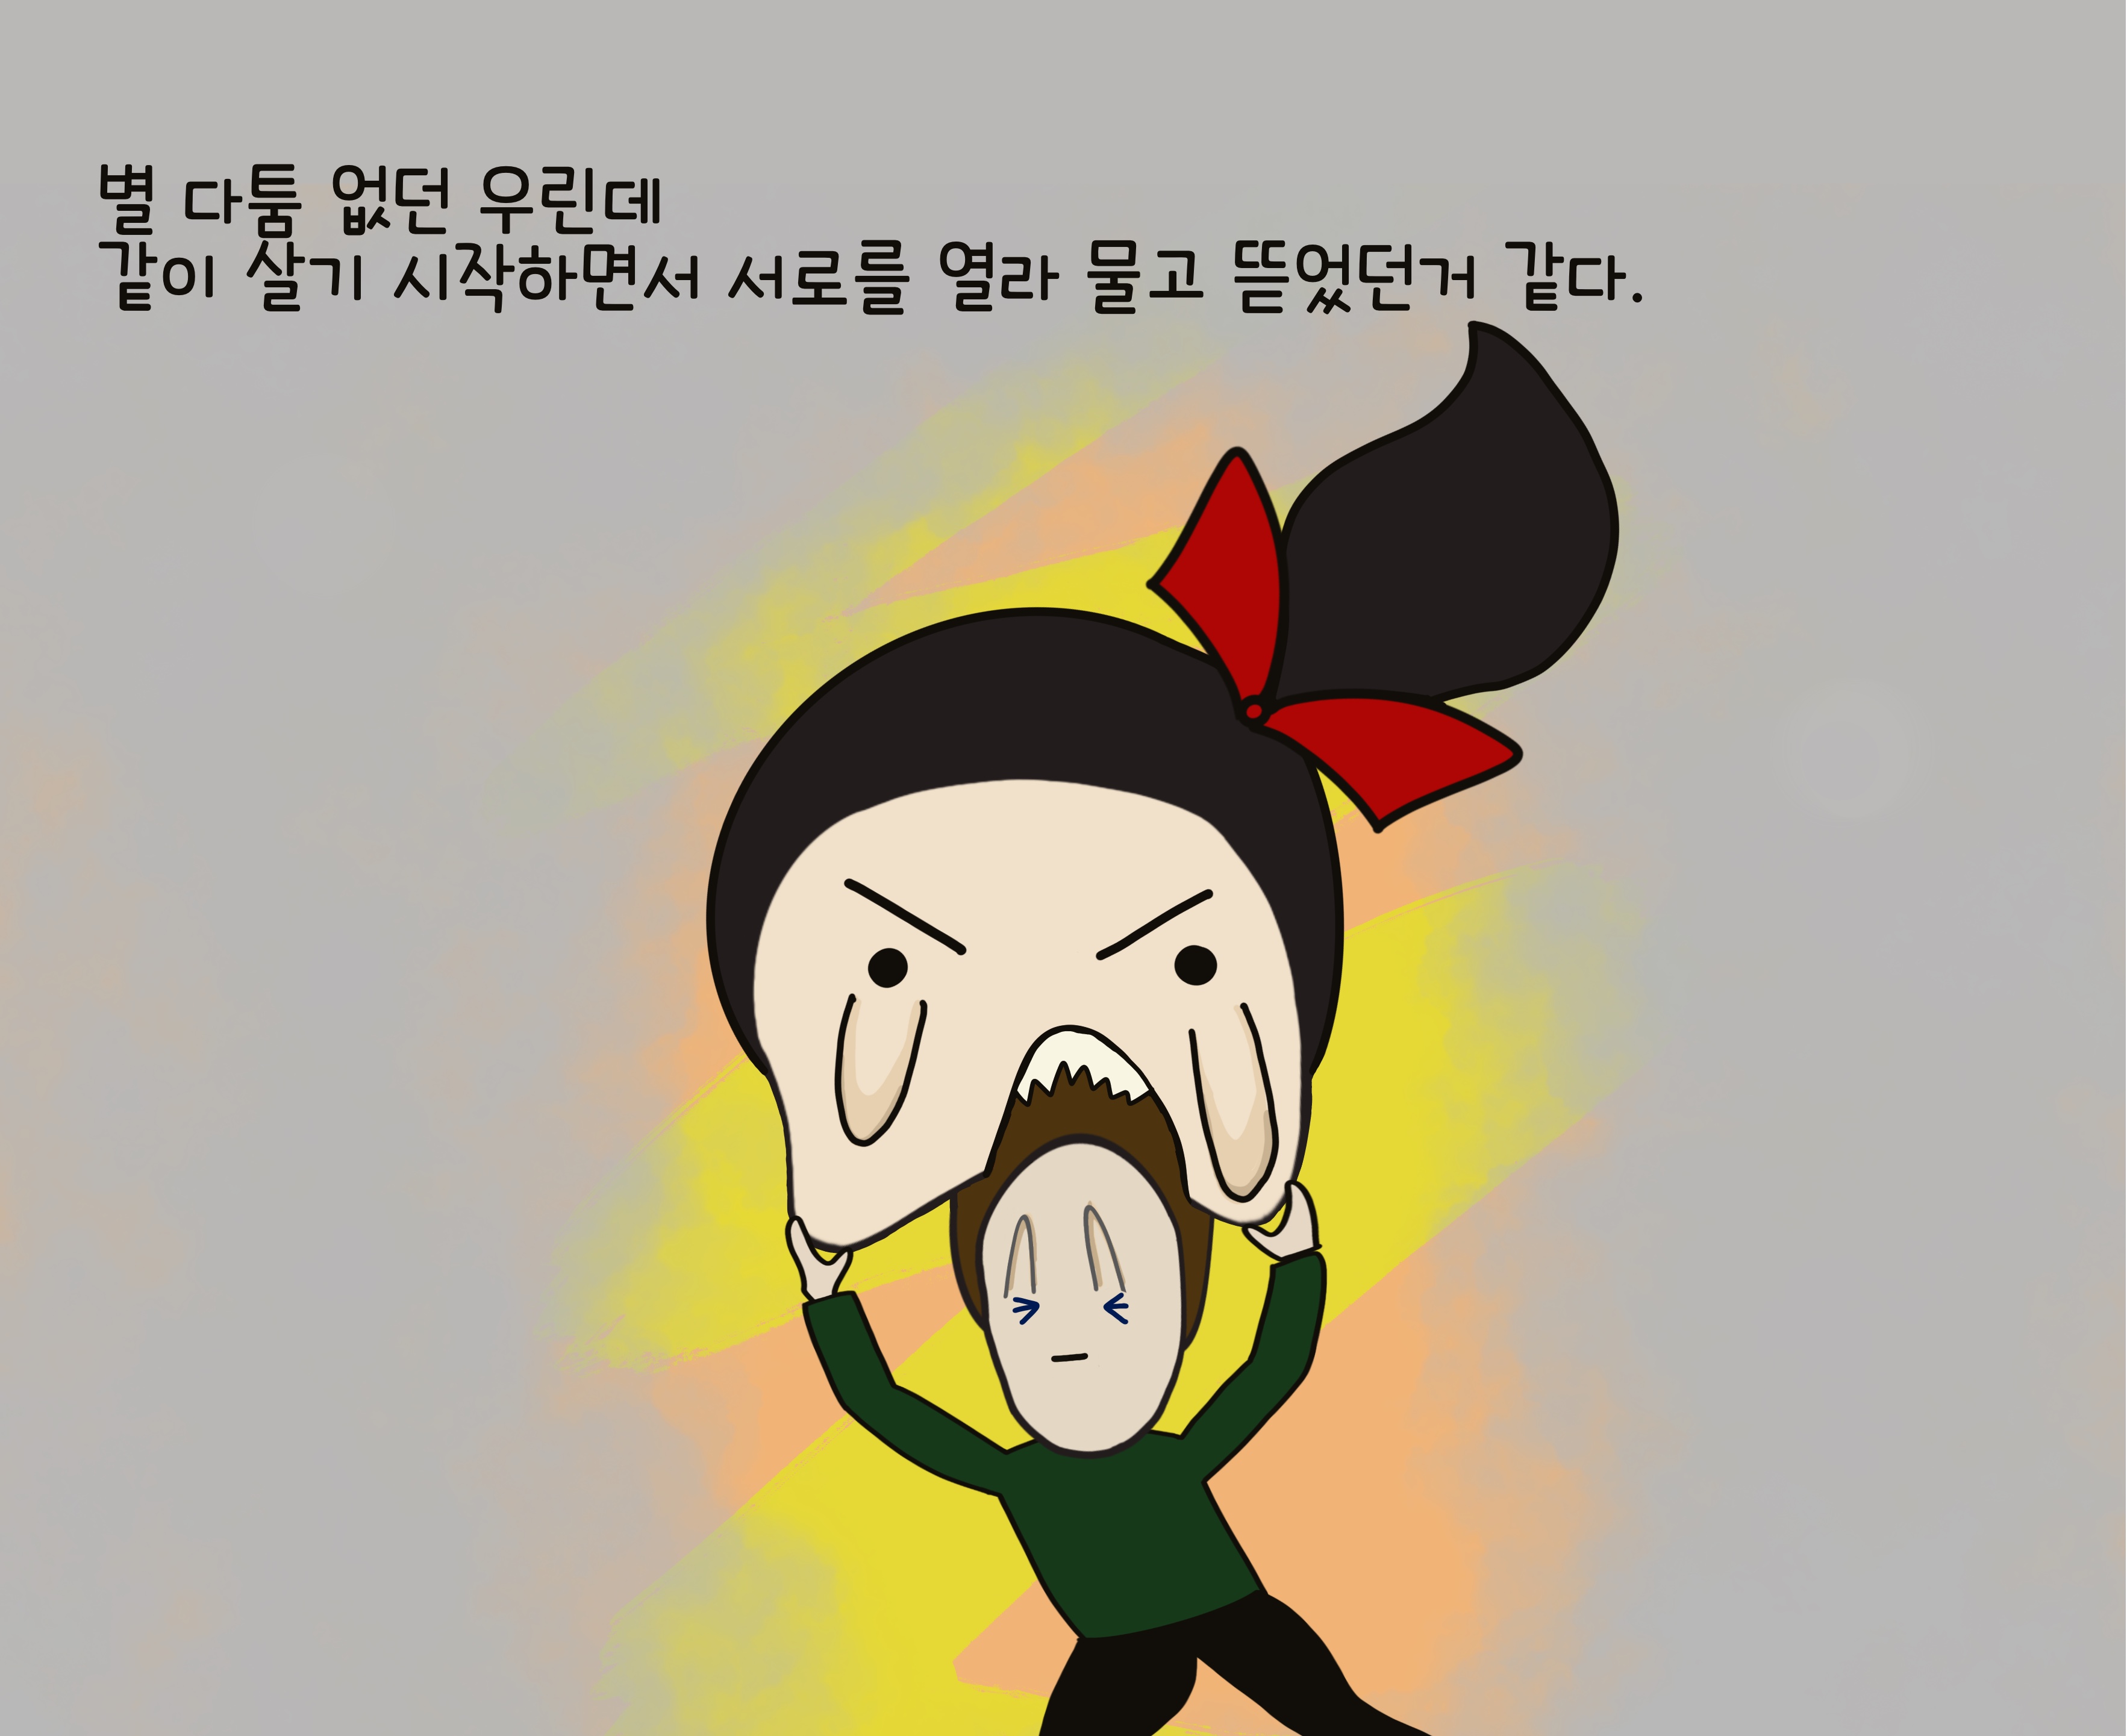 별 다툼 없던 우린데
같이 살기 시작하면서 서로를 열라 물고 뜯었던거 같다.